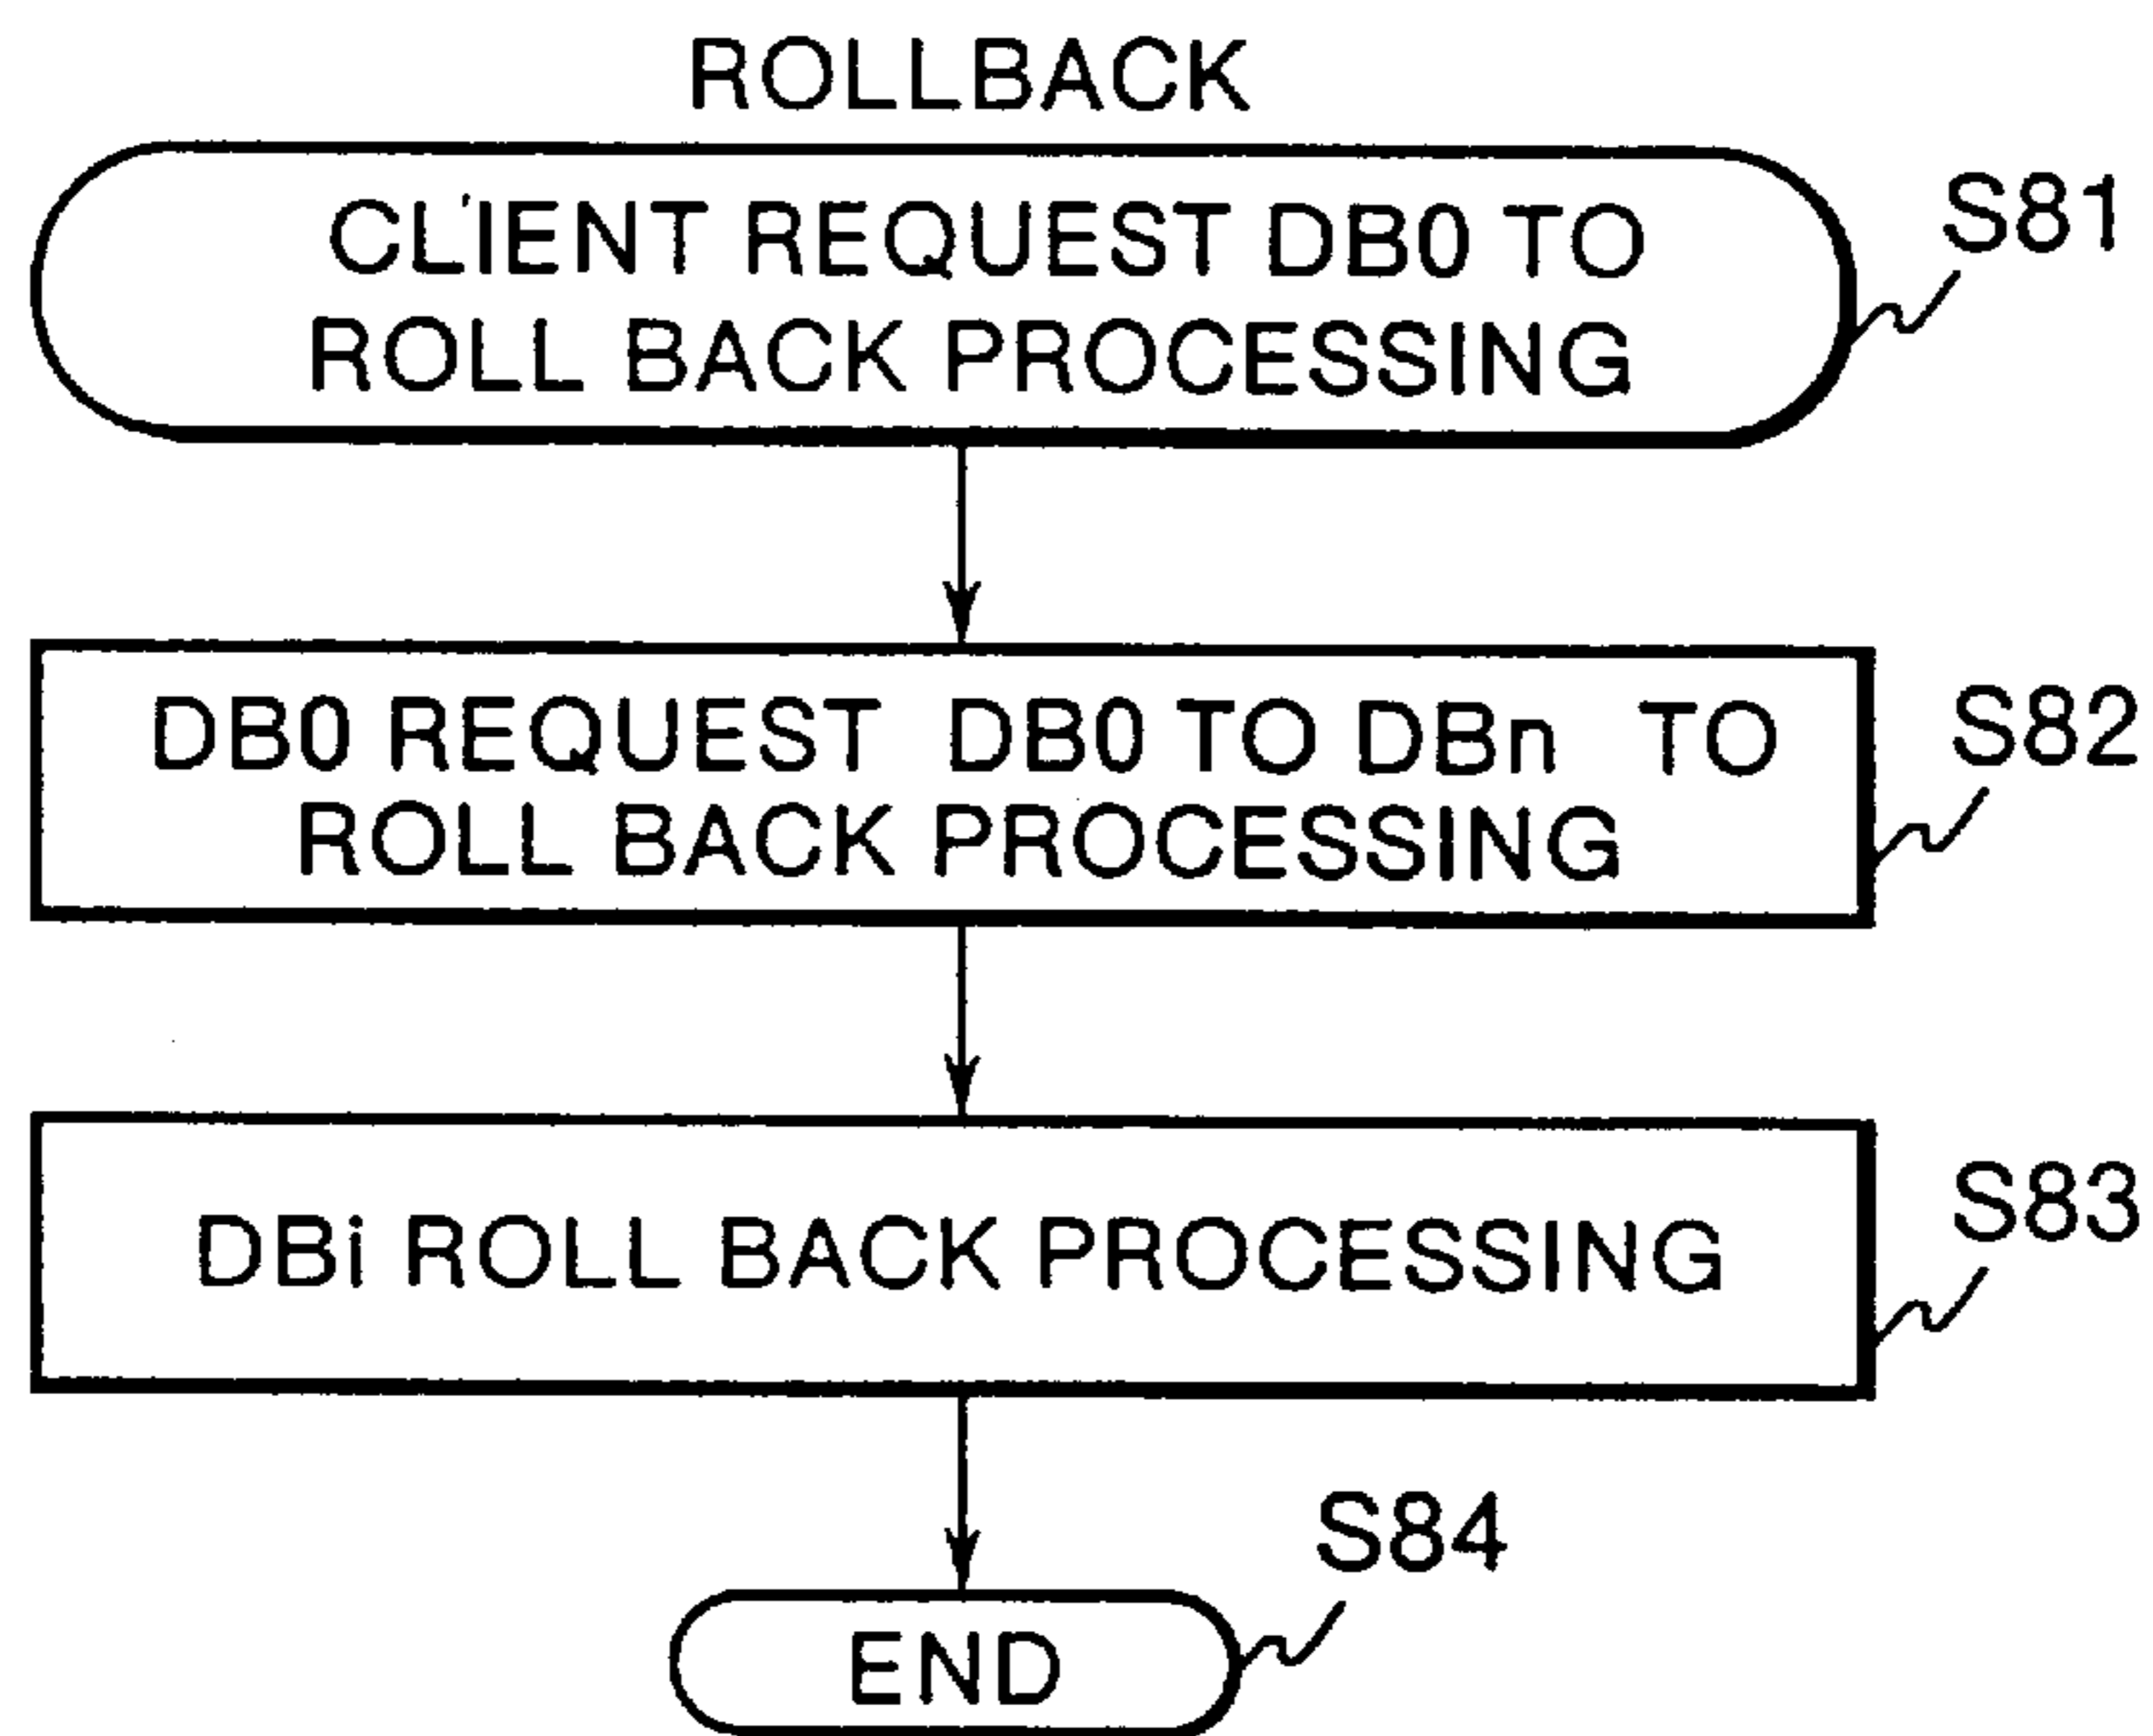 ROLLBACK
CLIENT REQUEST DB0 TO
ROLL BACK PROCESSING
S81
DB0 REQUEST DB0 TO DBn TO
ROLL BACK PROCESSING
S82
DBi ROLL BACK PROCESSING
S83
S84
END